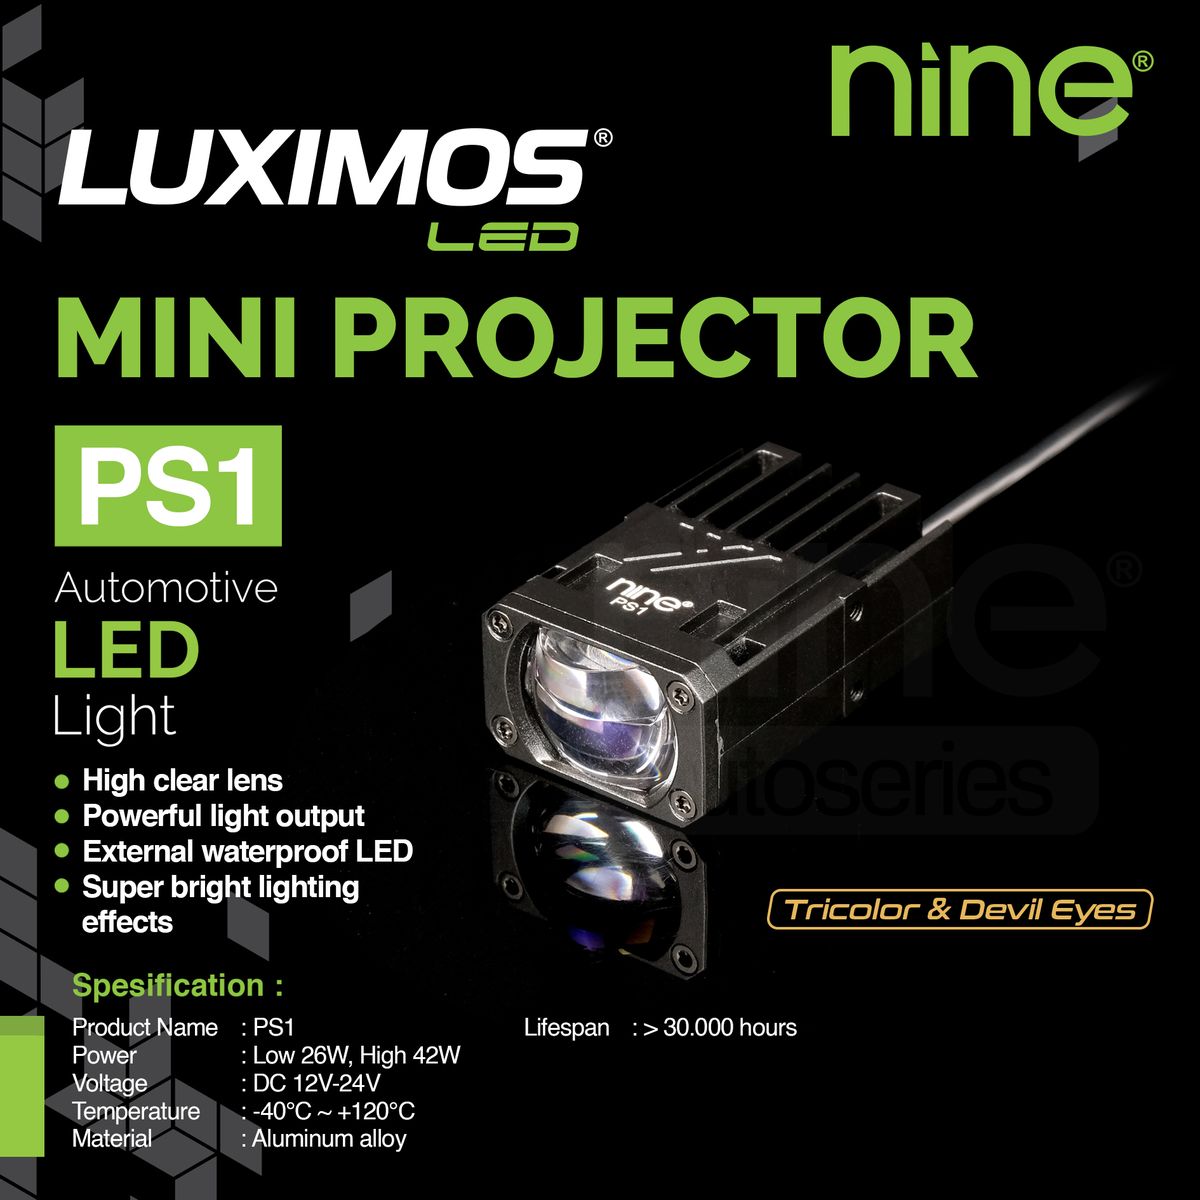 nine®
LUXIMOS®
LED
MINI PROJECTOR
PS1
Automotive
LED
Light
nine®
PS1
nine®
autoseries
• High clear lens
• Powerful light output
• External waterproof LED
• Super bright lighting
effects
Tricolor & Devil Eyes
Spesification :
Product Name : PS1
Power : Low 26W, High 42W
Voltage : DC 12V-24V
Temperature : -40°C ~ +120°C
Material : Aluminum alloy
Lifespan : > 30.000 hours